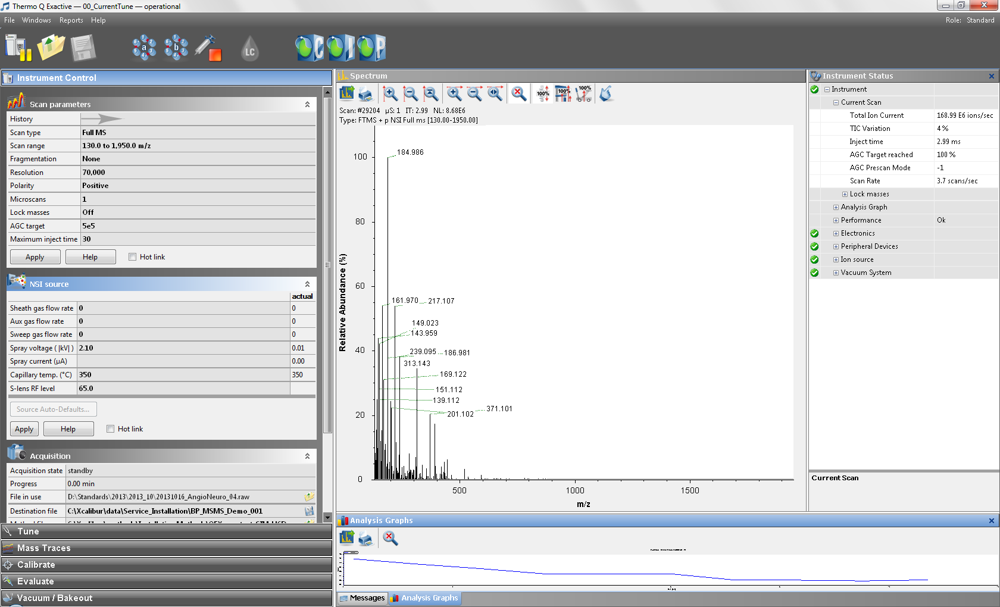 Thermo Q Exactive — 00_CurrentTune — operational
File Windows Reports Help
Role: Standard
a
b
LC
C
I
P
Instrument Control
Scan parameters
History
Scan type Full MS
Scan range 130.0 to 1,950.0 m/z
Fragmentation None
Resolution 70,000
Polarity Positive
Microscans 1
Lock masses Off
AGC target 5e5
Maximum inject time 30
Apply Help Hot link
NSI source
actual
Sheath gas flow rate 0 0
Aux gas flow rate 0 0
Sweep gas flow rate 0 0
Spray voltage ( |kV| ) 2.10 0.01
Spray current (µA) 0.00
Capillary temp. (°C) 350 350
S-lens RF level 65.0
Source Auto-Defaults...
Apply Help Hot link
Acquisition
Acquisition state standby
Progress 0.00 min
File in use D:\Standards\2013\2013_10\20131016_AngioNeuro_04.raw
Destination file C:\Xcalibur\data\Service_Installation\BP_MSMS_Demo_001
Tune
Mass Traces
Calibrate
Evaluate
Vacuum / Bakeout
Spectrum
100% 100% 100%
Scan: #29204 µS: 1 IT: 2.99 NL: 8.68E6
Type: FTMS + p NSI Full ms [130.00-1950.00]
Relative Abundance (%)
100
80
60
40
20
0
184.986
161.970 217.107
149.023
143.959
239.095 186.981
313.143
169.122
151.112
139.112
371.101
201.102
500 1000 1500
m/z
Analysis Graphs
Messages Analysis Graphs
Instrument Status
Instrument
Current Scan
Total Ion Current 168.99 E6 ions/sec
TIC Variation 4 %
Inject time 2.99 ms
AGC Target reached 100 %
AGC Prescan Mode -1
Scan Rate 3.7 scans/sec
Lock masses
Analysis Graph
Performance Ok
Electronics
Peripheral Devices
Ion source
Vacuum System
Current Scan